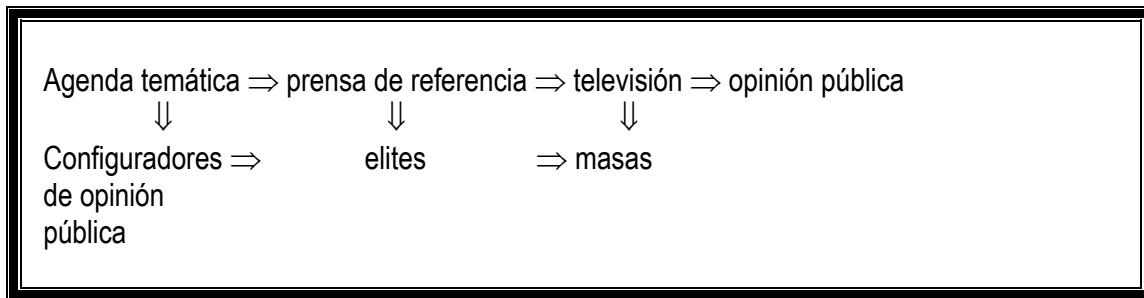 Agenda temática ⇒ prensa de referencia ⇒ televisión ⇒ opinión pública
⇓ ⇓ ⇓
Configuradores ⇒ elites ⇒ masas
de opinión
pública